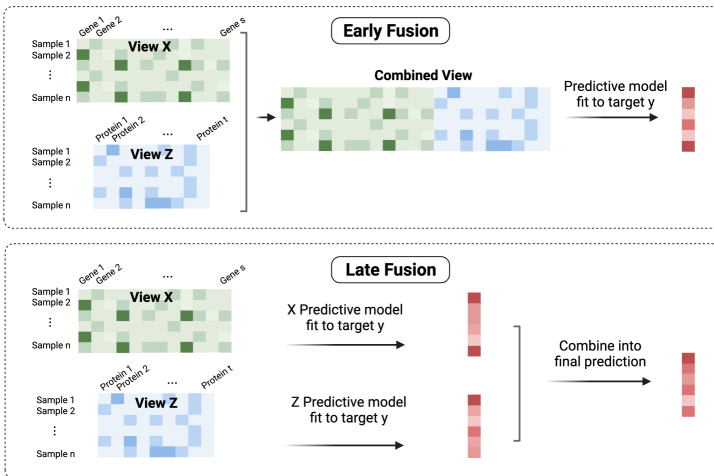 Early Fusion
Gene 1
Gene 2
...
Gene s
View X
Sample 1
Sample 2
⋮
Sample n
Protein 1
Protein 2
...
Protein t
View Z
Sample 1
Sample 2
⋮
Sample n
Combined View
Predictive model
fit to target y
Late Fusion
Gene 1
Gene 2
...
Gene s
View X
Sample 1
Sample 2
⋮
Sample n
Protein 1
Protein 2
...
Protein t
View Z
Sample 1
Sample 2
⋮
Sample n
X Predictive model
fit to target y
Z Predictive model
fit to target y
Combine into
final prediction